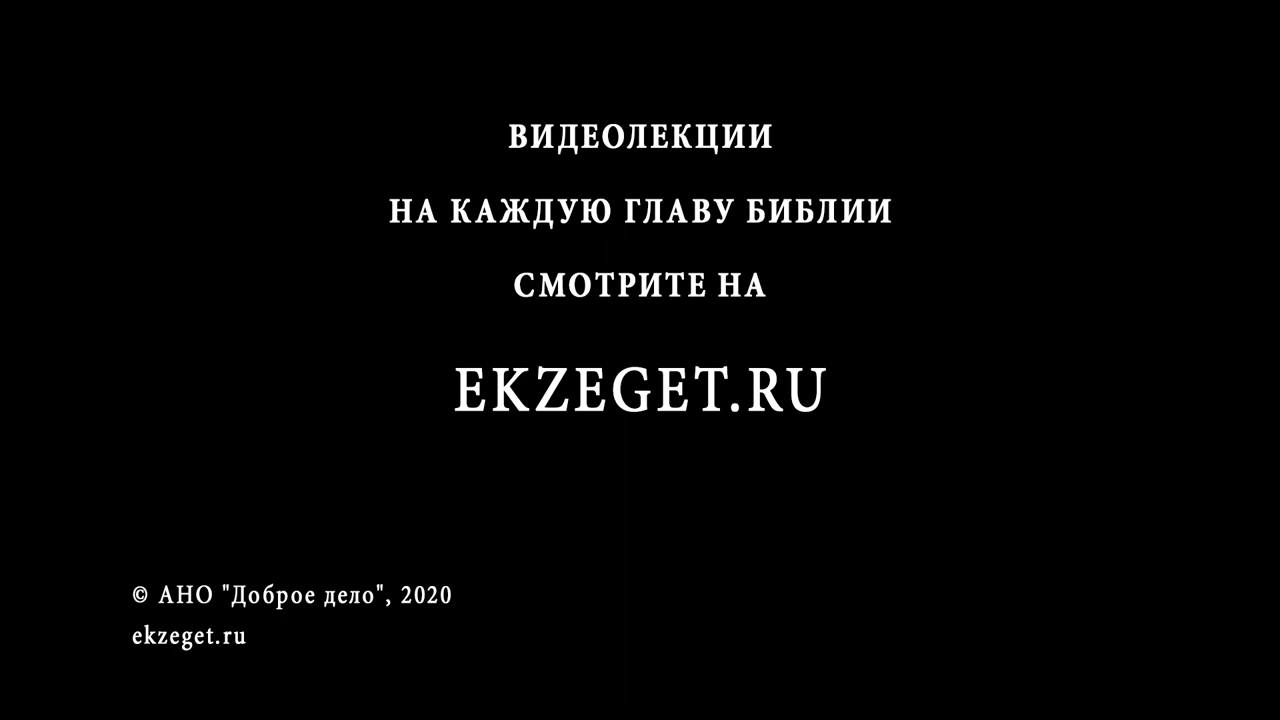 ВИДЕОЛЕКЦИИ
НА КАЖДУЮ ГЛАВУ БИБЛИИ
СМОТРИТЕ НА
EKZEGET.RU
© АНО "Доброе дело", 2020
ekzeget.ru